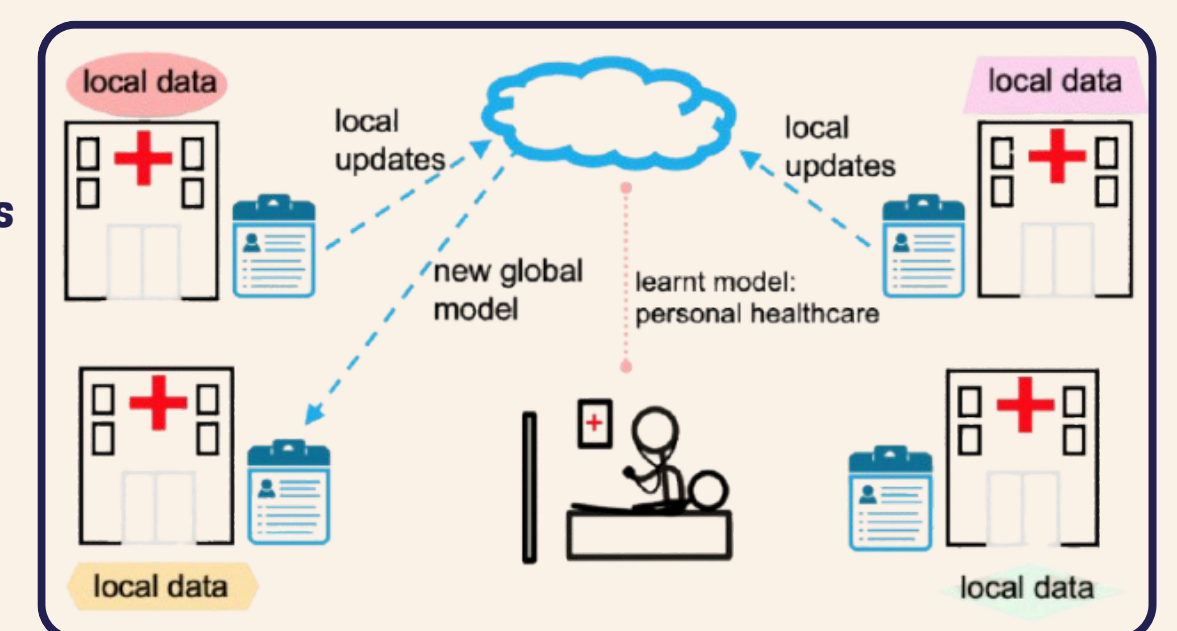 local data
local data
local
updates
local
updates
s
new global
model
learnt model:
personal healthcare
local data
local data